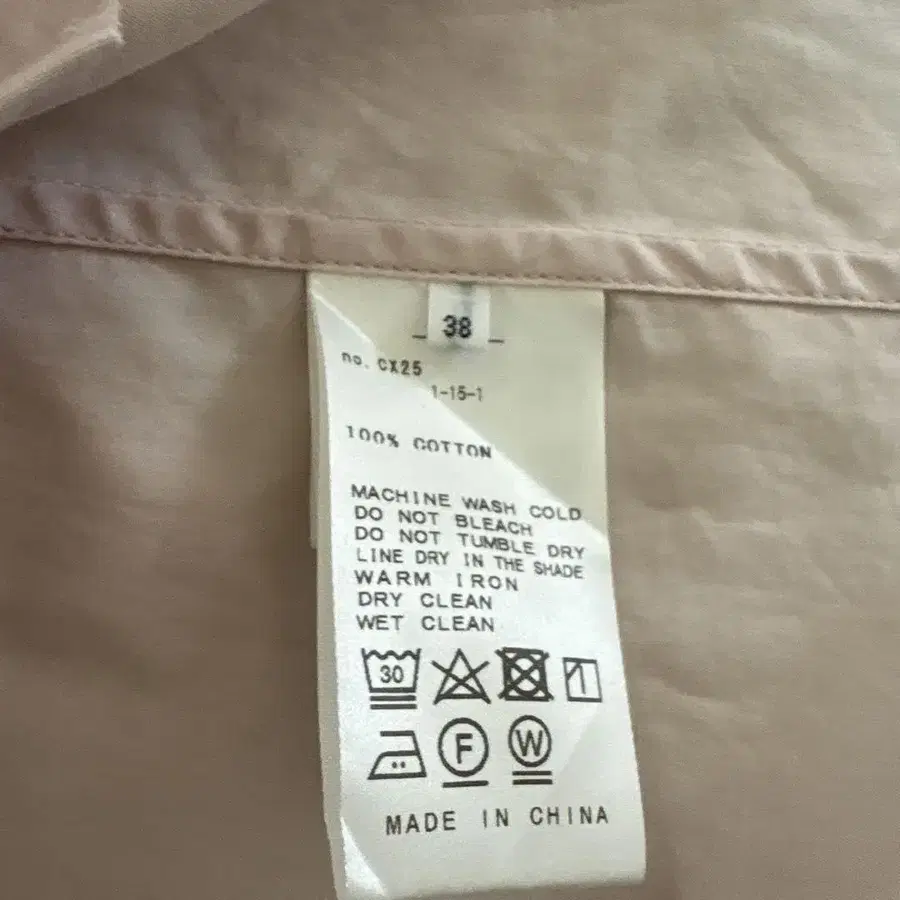 38
no. CX25
1-15-1
100% COTTON
MACHINE WASH COLD
DO NOT BLEACH
DO NOT TUMBLE DRY
LINE DRY IN THE SHADE
WARM IRON
DRY CLEAN
WET CLEAN
30
F W
MADE IN CHINA